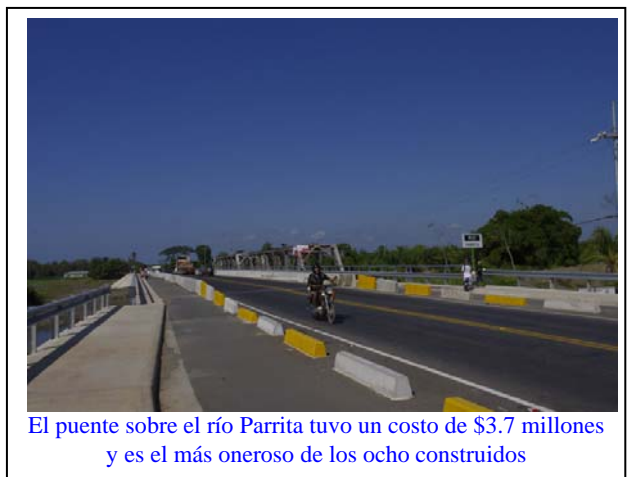 El puente sobre el río Parrita tuvo un costo de $3.7 millones
y es el más oneroso de los ocho construidos